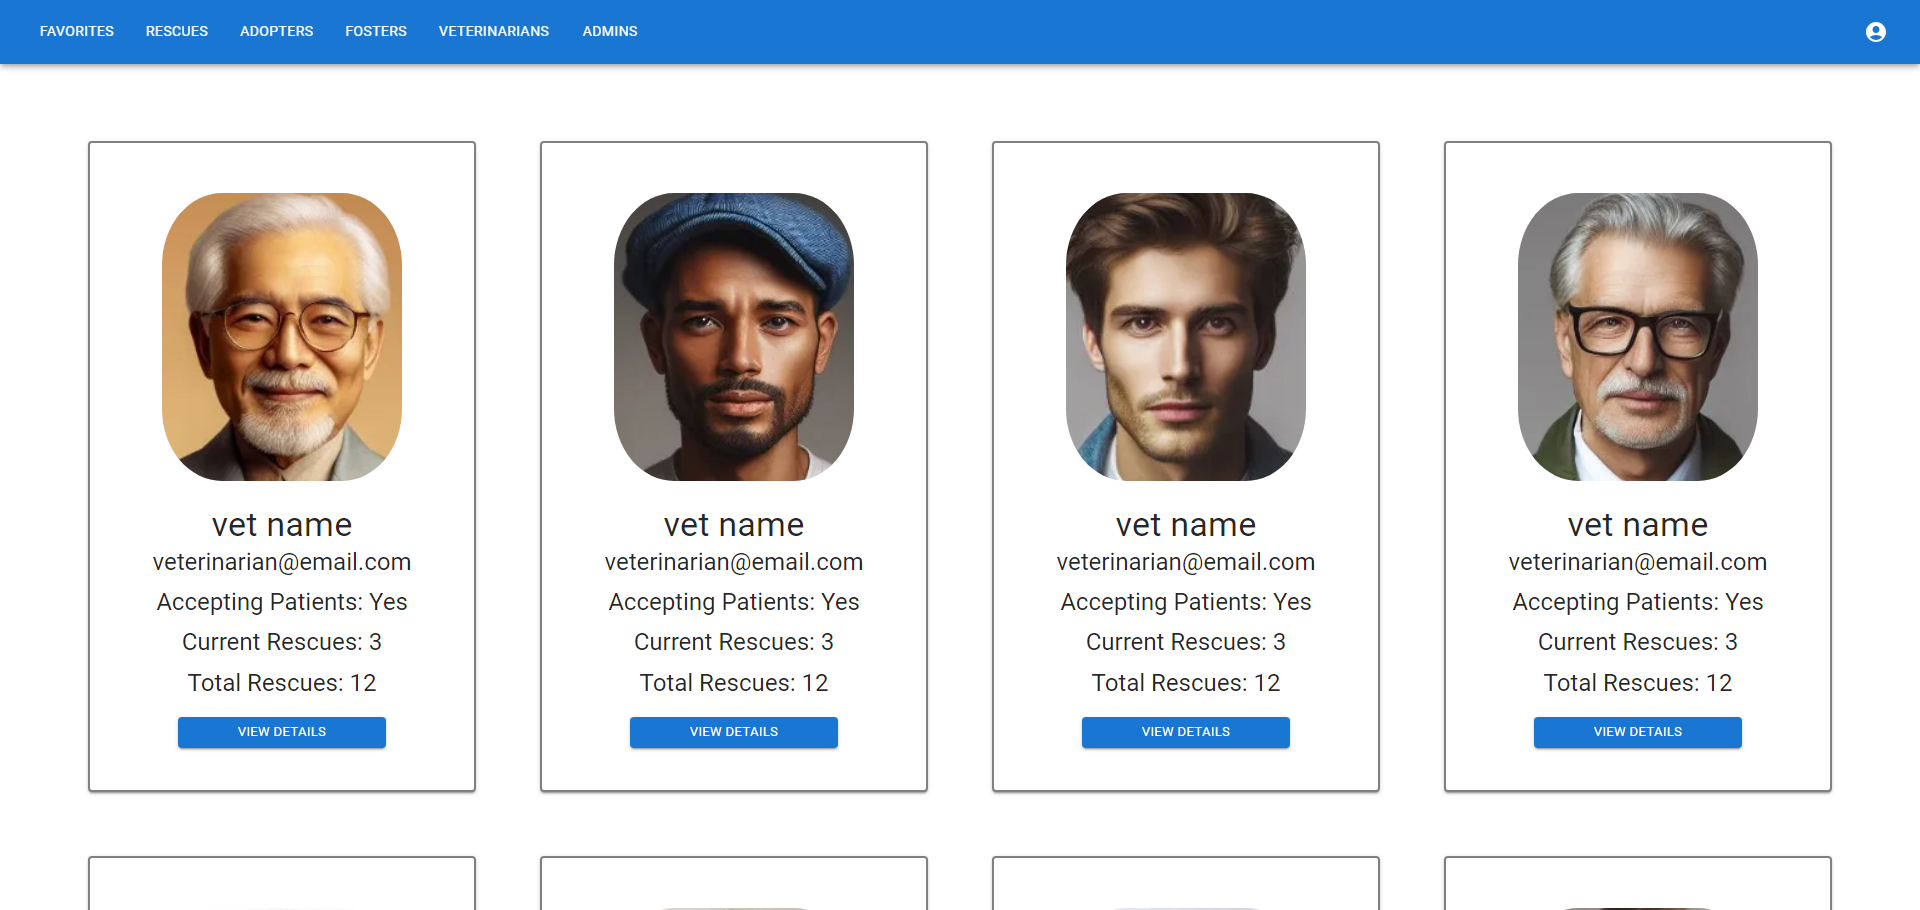 FAVORITES RESCUES ADOPTERS FOSTERS VETERINARIANS ADMINS
vet name
veterinarian@email.com
Accepting Patients: Yes
Current Rescues: 3
Total Rescues: 12
VIEW DETAILS
vet name
veterinarian@email.com
Accepting Patients: Yes
Current Rescues: 3
Total Rescues: 12
VIEW DETAILS
vet name
veterinarian@email.com
Accepting Patients: Yes
Current Rescues: 3
Total Rescues: 12
VIEW DETAILS
vet name
veterinarian@email.com
Accepting Patients: Yes
Current Rescues: 3
Total Rescues: 12
VIEW DETAILS